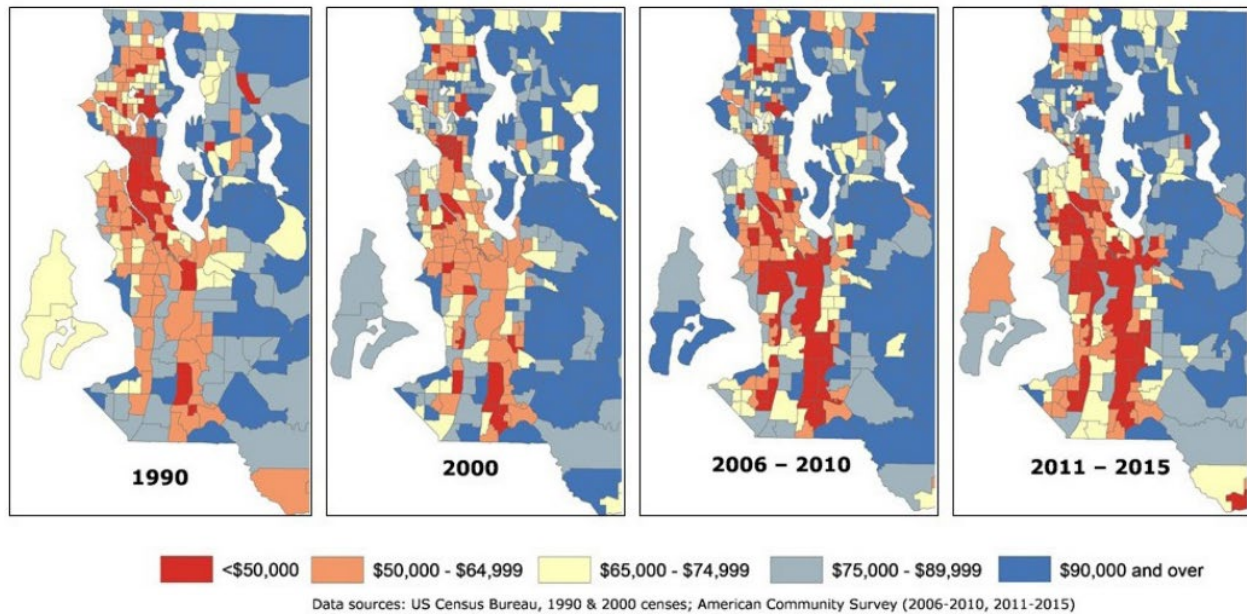 1990
2000
2006 – 2010
2011 – 2015
<$50,000
$50,000 - $64,999
$65,000 - $74,999
$75,000 - $89,999
$90,000 and over
Data sources: US Census Bureau, 1990 & 2000 censes; American Community Survey (2006-2010, 2011-2015)